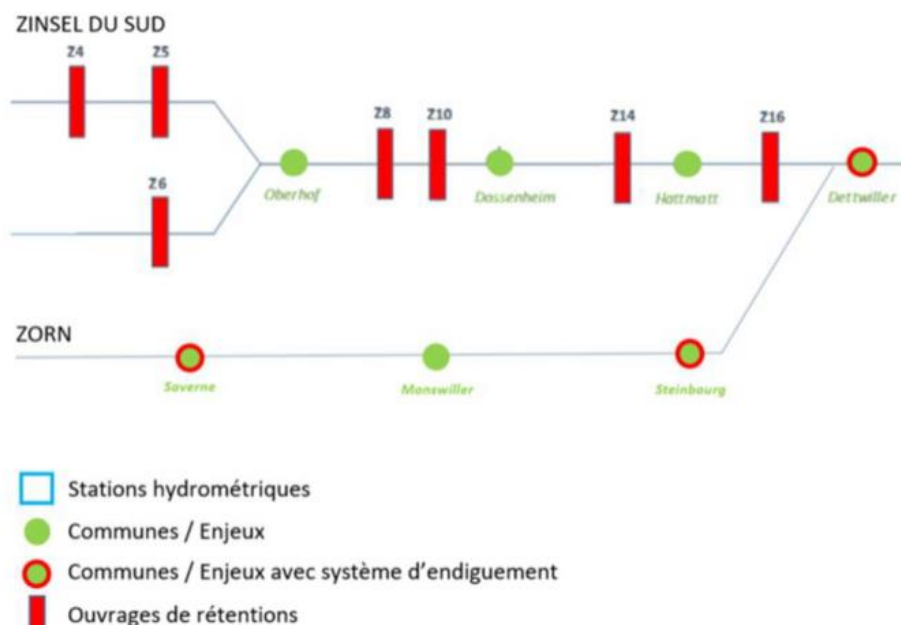 ZINSEL DU SUD
Z4 Z5
Z8 Z10 Z14 Z16
Z6
Oberhof Dossenheim Hattmatt Dettwiller
ZORN
Saverne Monswiller Steinbourg
Stations hydrométriques
Communes / Enjeux
Communes / Enjeux avec système d'endiguement
Ouvrages de rétentions